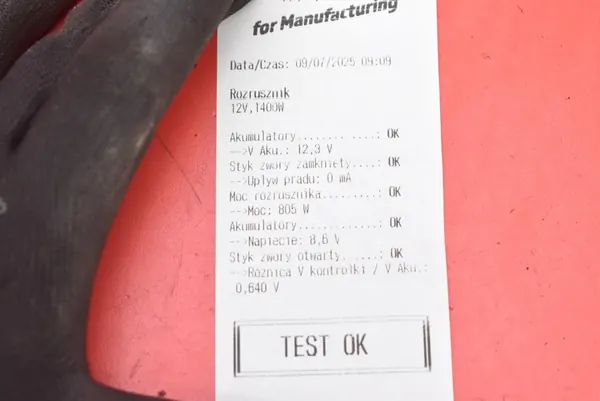 for Manufacturing
Data/Czas: 09/07/2025 09:09
Rozrusznik
12V,1400W
Akumulatory............: OK
-->V Aku.: 12,3 V
Styk zwory zamknięty....: OK
-->Upływ prądu: 0 mA
Moc rozrusznika.........: OK
-->Moc: 805 W
Akumulatory............: OK
-->Napiecie: 8,6 V
Styk zwory otwarty.....: OK
-->Roznica V kontrolki / V Aku.:
0,640 V
TEST OK